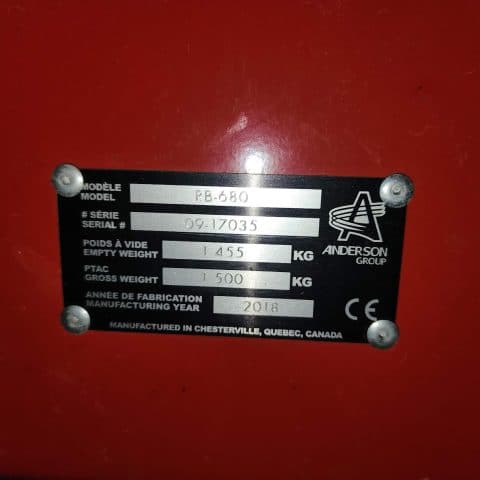 MODÈLE
MODEL
RB-680
# SÉRIE
SERIAL #
09-17035
POIDS À VIDE
EMPTY WEIGHT
1 455
KG
PTAC
GROSS WEIGHT
1 500
KG
ANNÉE DE FABRICATION
MANUFACTURING YEAR
2018
MANUFACTURED IN CHESTERVILLE, QUEBEC, CANADA
ANDERSON
GROUP
CE